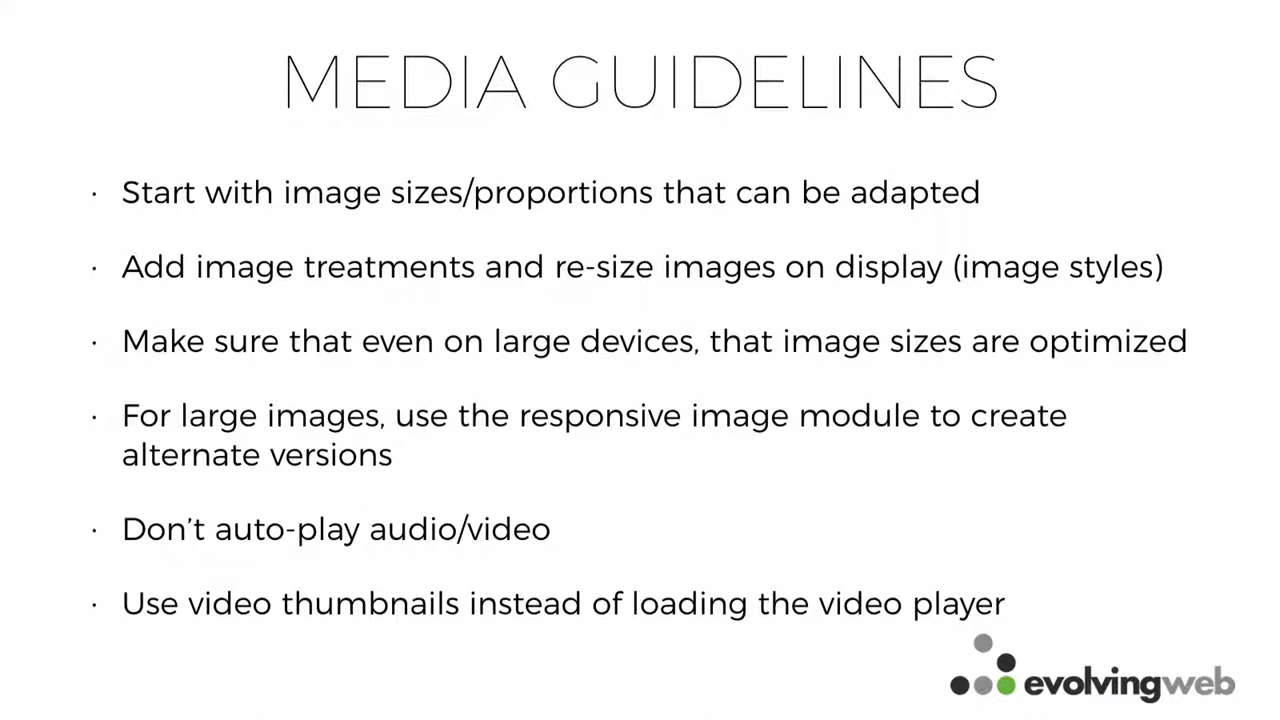 MEDIA GUIDELINES
· Start with image sizes/proportions that can be adapted
· Add image treatments and re-size images on display (image styles)
· Make sure that even on large devices, that image sizes are optimized
· For large images, use the responsive image module to create
alternate versions
· Don’t auto-play audio/video
· Use video thumbnails instead of loading the video player
evolvingweb